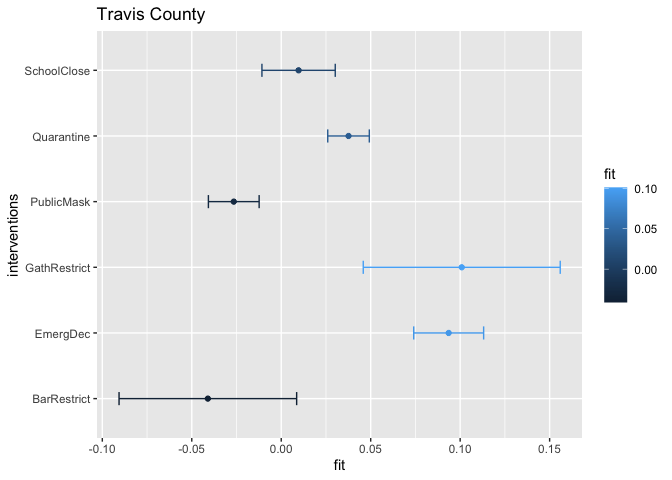 Travis County
SchoolClose
Quarantine
PublicMask
GathRestrict
EmergDec
BarRestrict
interventions
-0.10
-0.05
0.00
0.05
0.10
0.15
fit
fit
0.10
0.05
0.00